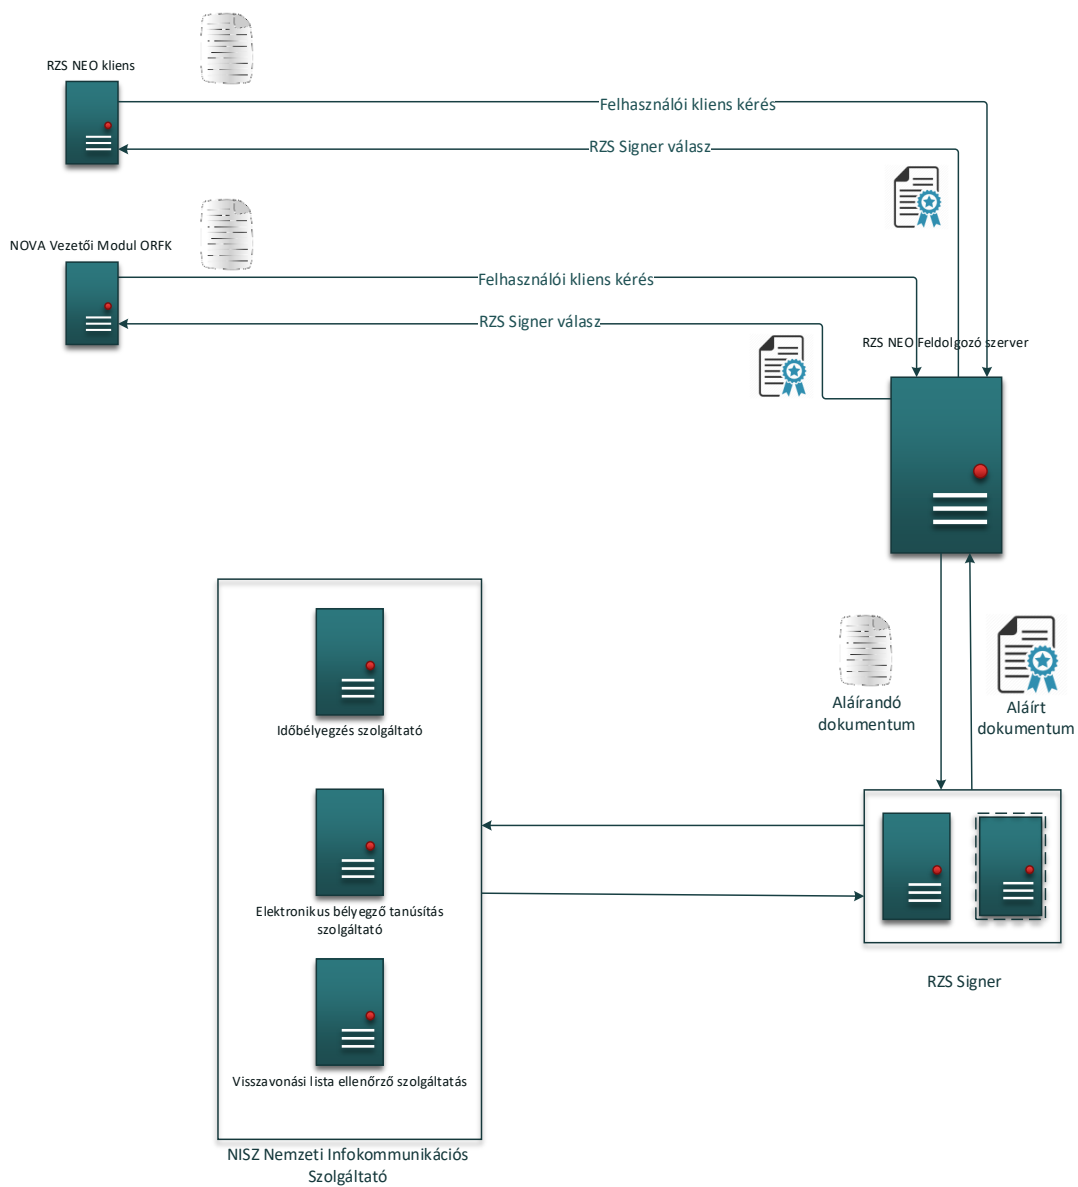 RZS NEO kliens
Felhasználói kliens kérés
RZS Signer válasz
NOVA Vezetői Modul ORFK
Felhasználói kliens kérés
RZS Signer válasz
RZS NEO Feldolgozó szerver
Aláírandó
dokumentum
Aláírt
dokumentum
Időbélyegzés szolgáltató
Elektronikus bélyegző tanúsítás
szolgáltató
RZS Signer
Visszavonási lista ellenőrző szolgáltatás
NISZ Nemzeti Infokommunikációs
Szolgáltató